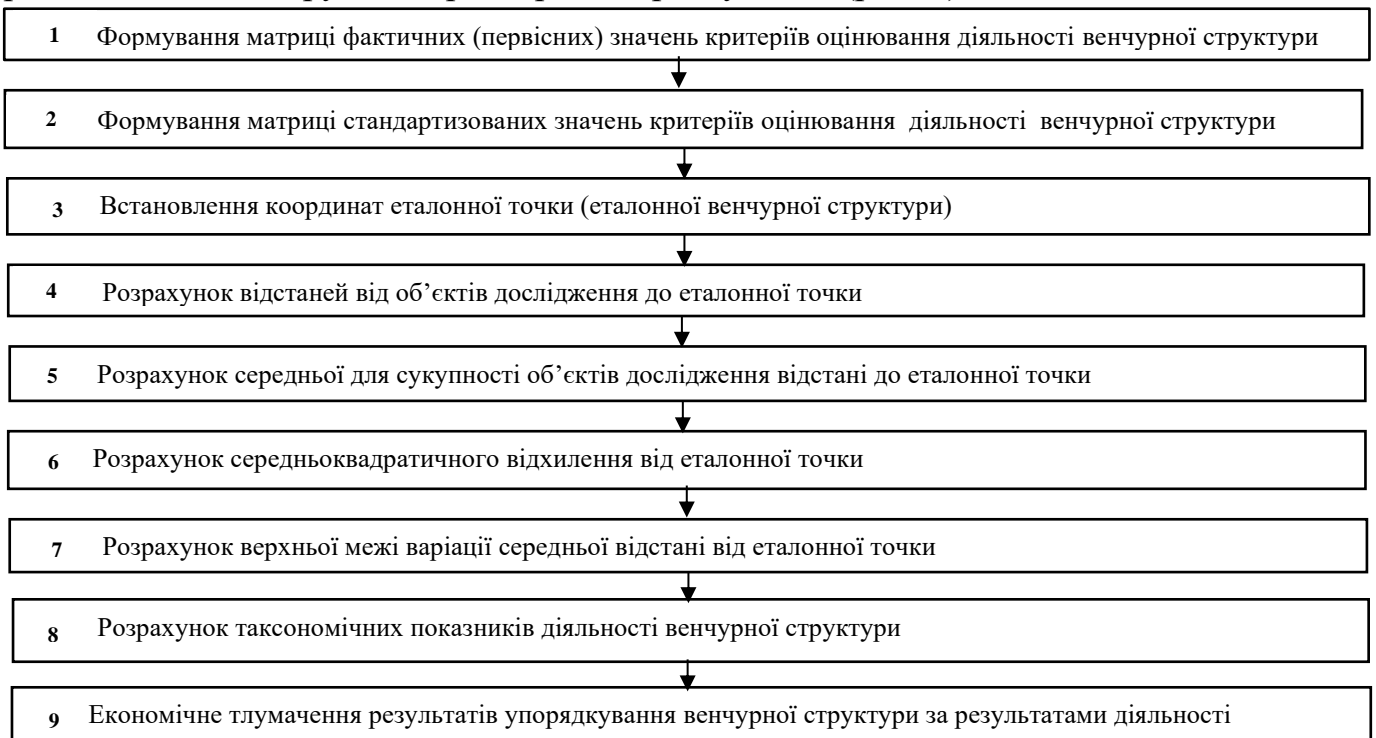 1 Формування матриці фактичних (первісних) значень критеріїв оцінювання діяльності венчурної структури
2 Формування матриці стандартизованих значень критеріїв оцінювання діяльності венчурної структури
3 Встановлення координат еталонної точки (еталонної венчурної структури)
4 Розрахунок відстаней від об’єктів дослідження до еталонної точки
5 Розрахунок середньої для сукупності об’єктів дослідження відстані до еталонної точки
6 Розрахунок середньоквадратичного відхилення від еталонної точки
7 Розрахунок верхньої межі варіації середньої відстані від еталонної точки
8 Розрахунок таксономічних показників діяльності венчурної структури
9 Економічне тлумачення результатів упорядкування венчурної структури за результатами діяльності